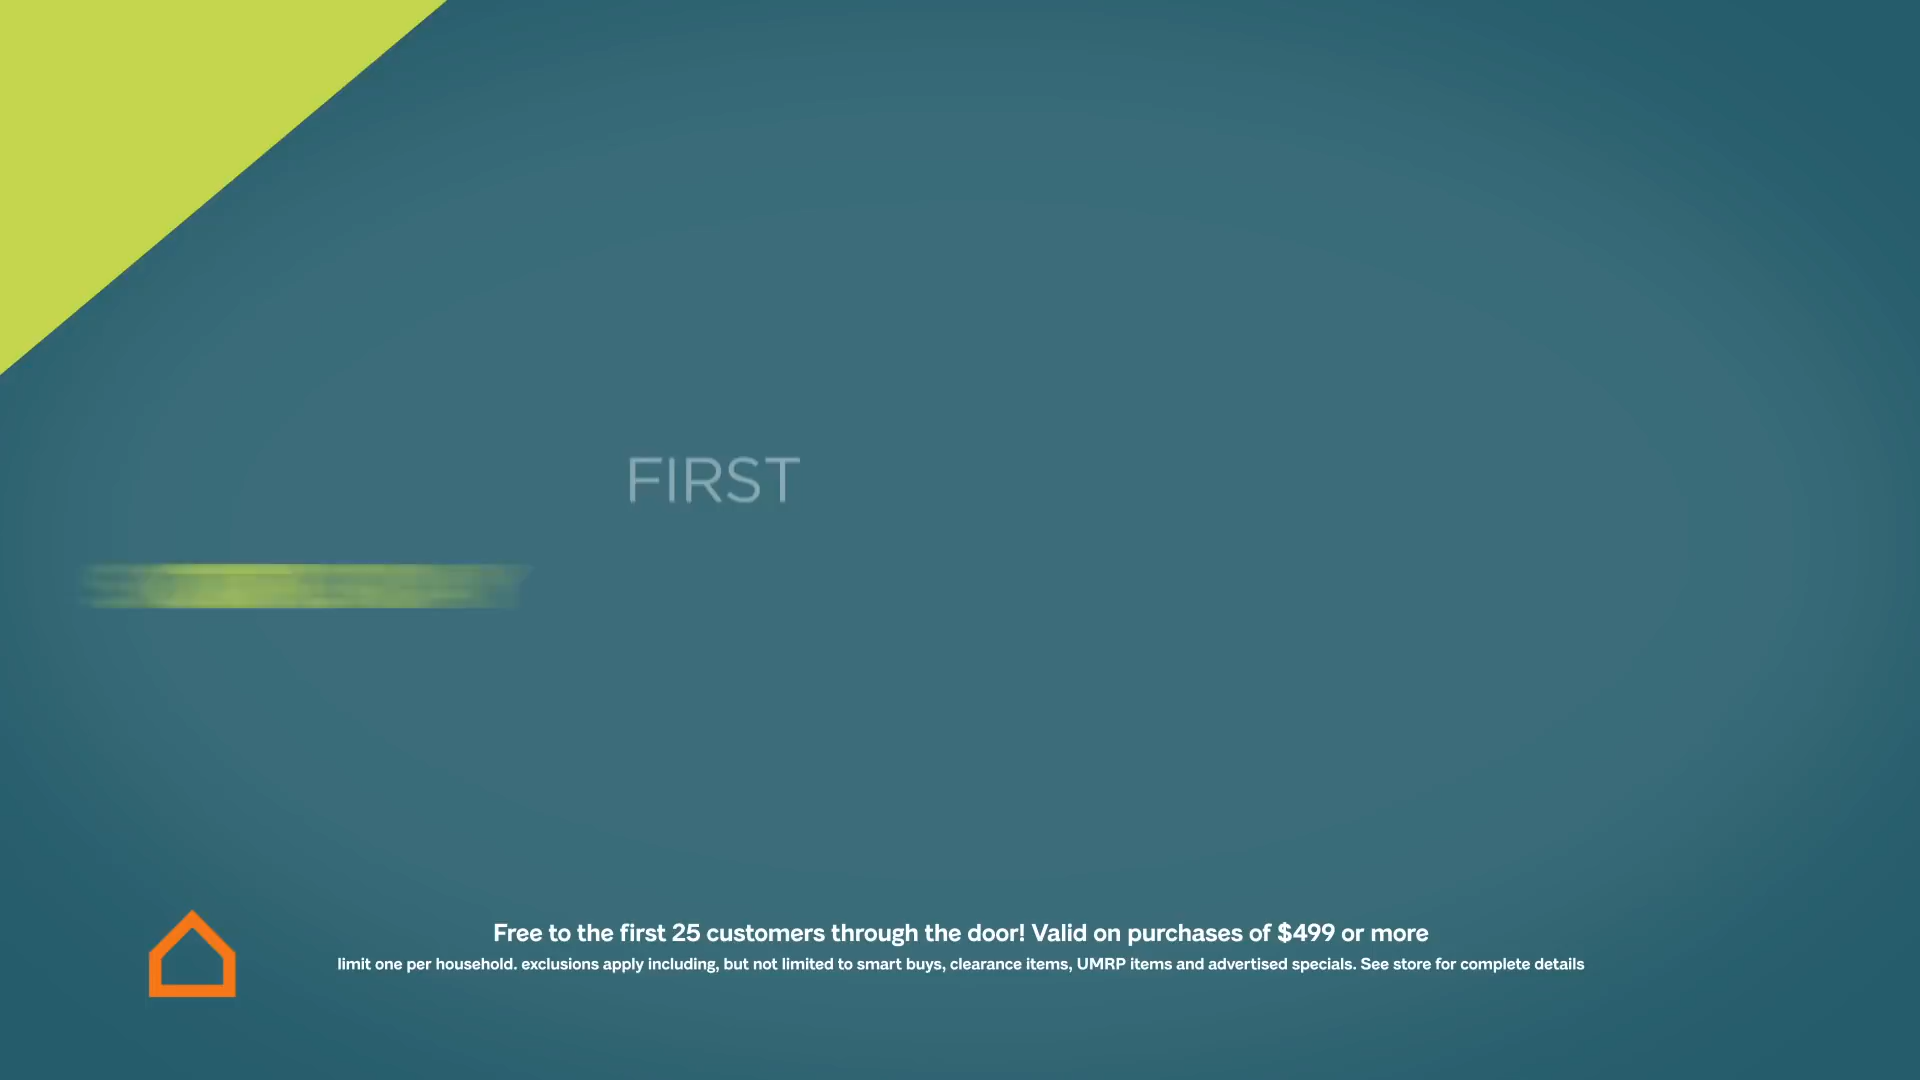 FIRST
Free to the first 25 customers through the door! Valid on purchases of $499 or more
limit one per household. exclusions apply including, but not limited to smart buys, clearance items, UMRP items and advertised specials. See store for complete details